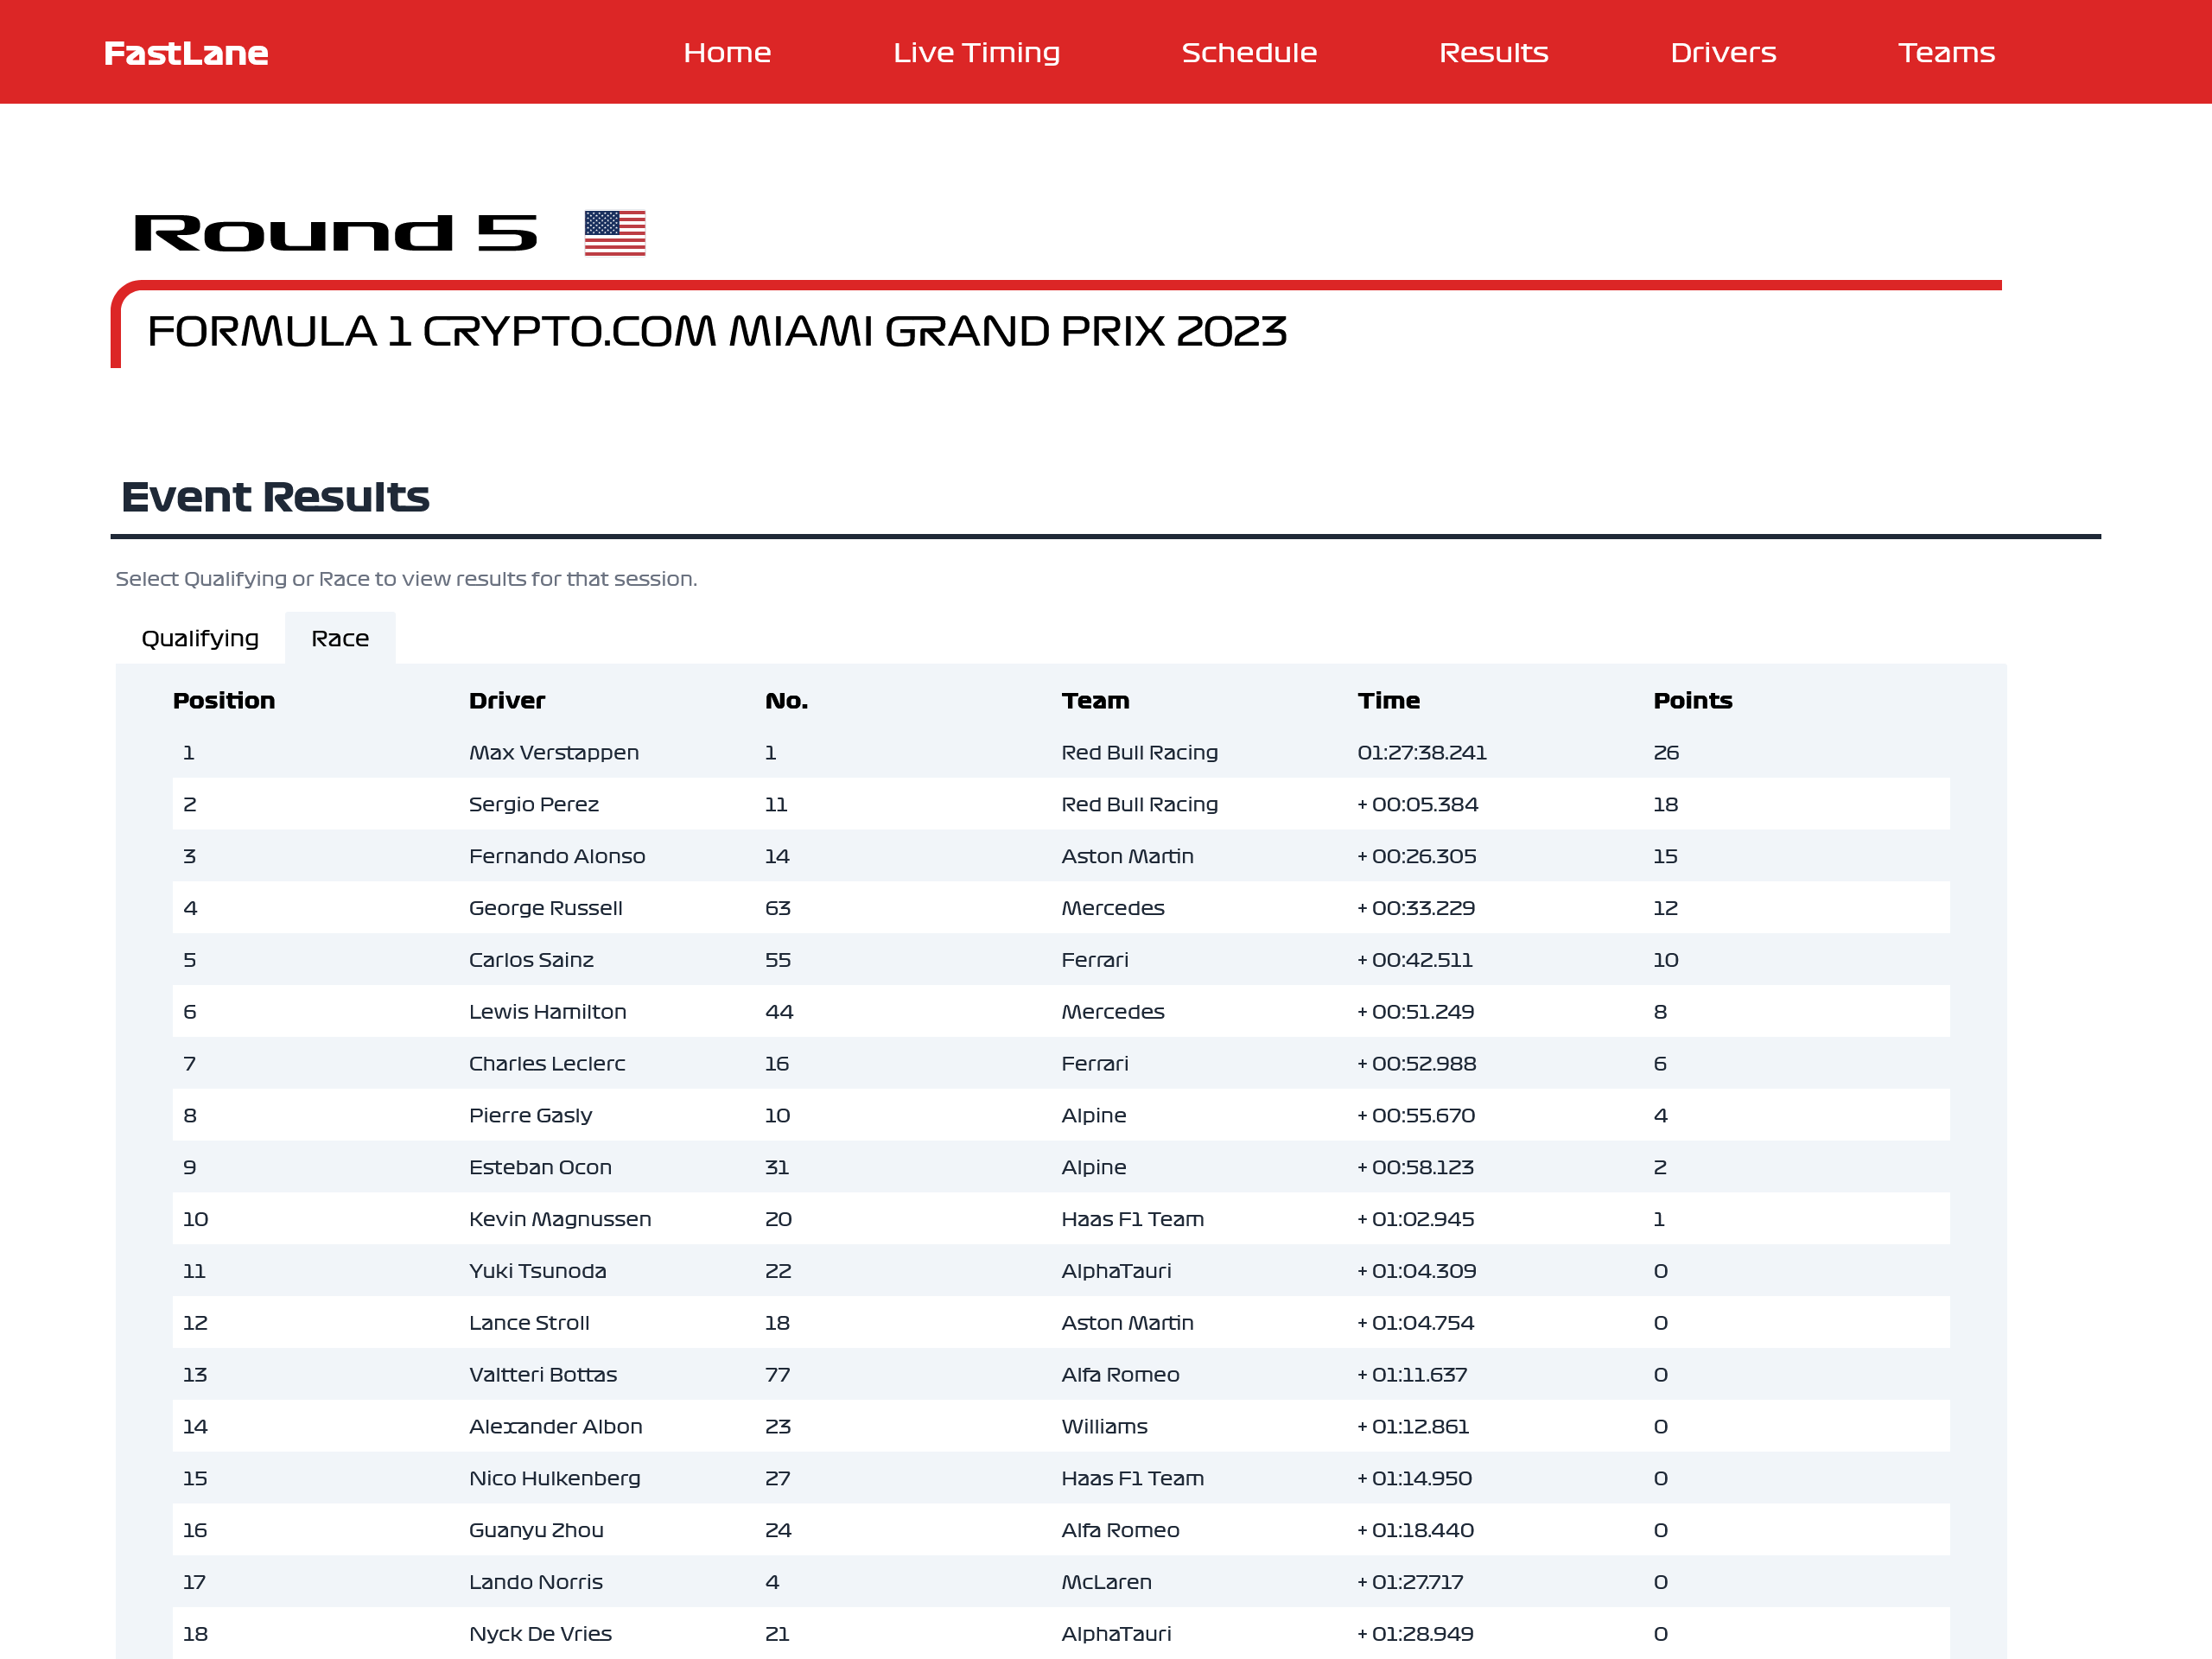 FastLane Home Live Timing Schedule Results Drivers Teams
Round 5
FORMULA 1 CRYPTO.COM MIAMI GRAND PRIX 2023
Event Results
Select Qualifying or Race to view results for that session.
Qualifying Race
Position Driver No. Team Time Points
1 Max Verstappen 1 Red Bull Racing 01:27:38.241 26
2 Sergio Perez 11 Red Bull Racing + 00:05.384 18
3 Fernando Alonso 14 Aston Martin + 00:26.305 15
4 George Russell 63 Mercedes + 00:33.229 12
5 Carlos Sainz 55 Ferrari + 00:42.511 10
6 Lewis Hamilton 44 Mercedes + 00:51.249 8
7 Charles Leclerc 16 Ferrari + 00:52.988 6
8 Pierre Gasly 10 Alpine + 00:55.670 4
9 Esteban Ocon 31 Alpine + 00:58.123 2
10 Kevin Magnussen 20 Haas F1 Team + 01:02.945 1
11 Yuki Tsunoda 22 AlphaTauri + 01:04.309 0
12 Lance Stroll 18 Aston Martin + 01:04.754 0
13 Valtteri Bottas 77 Alfa Romeo + 01:11.637 0
14 Alexander Albon 23 Williams + 01:12.861 0
15 Nico Hulkenberg 27 Haas F1 Team + 01:14.950 0
16 Guanyu Zhou 24 Alfa Romeo + 01:18.440 0
17 Lando Norris 4 McLaren + 01:27.717 0
18 Nyck De Vries 21 AlphaTauri + 01:28.949 0